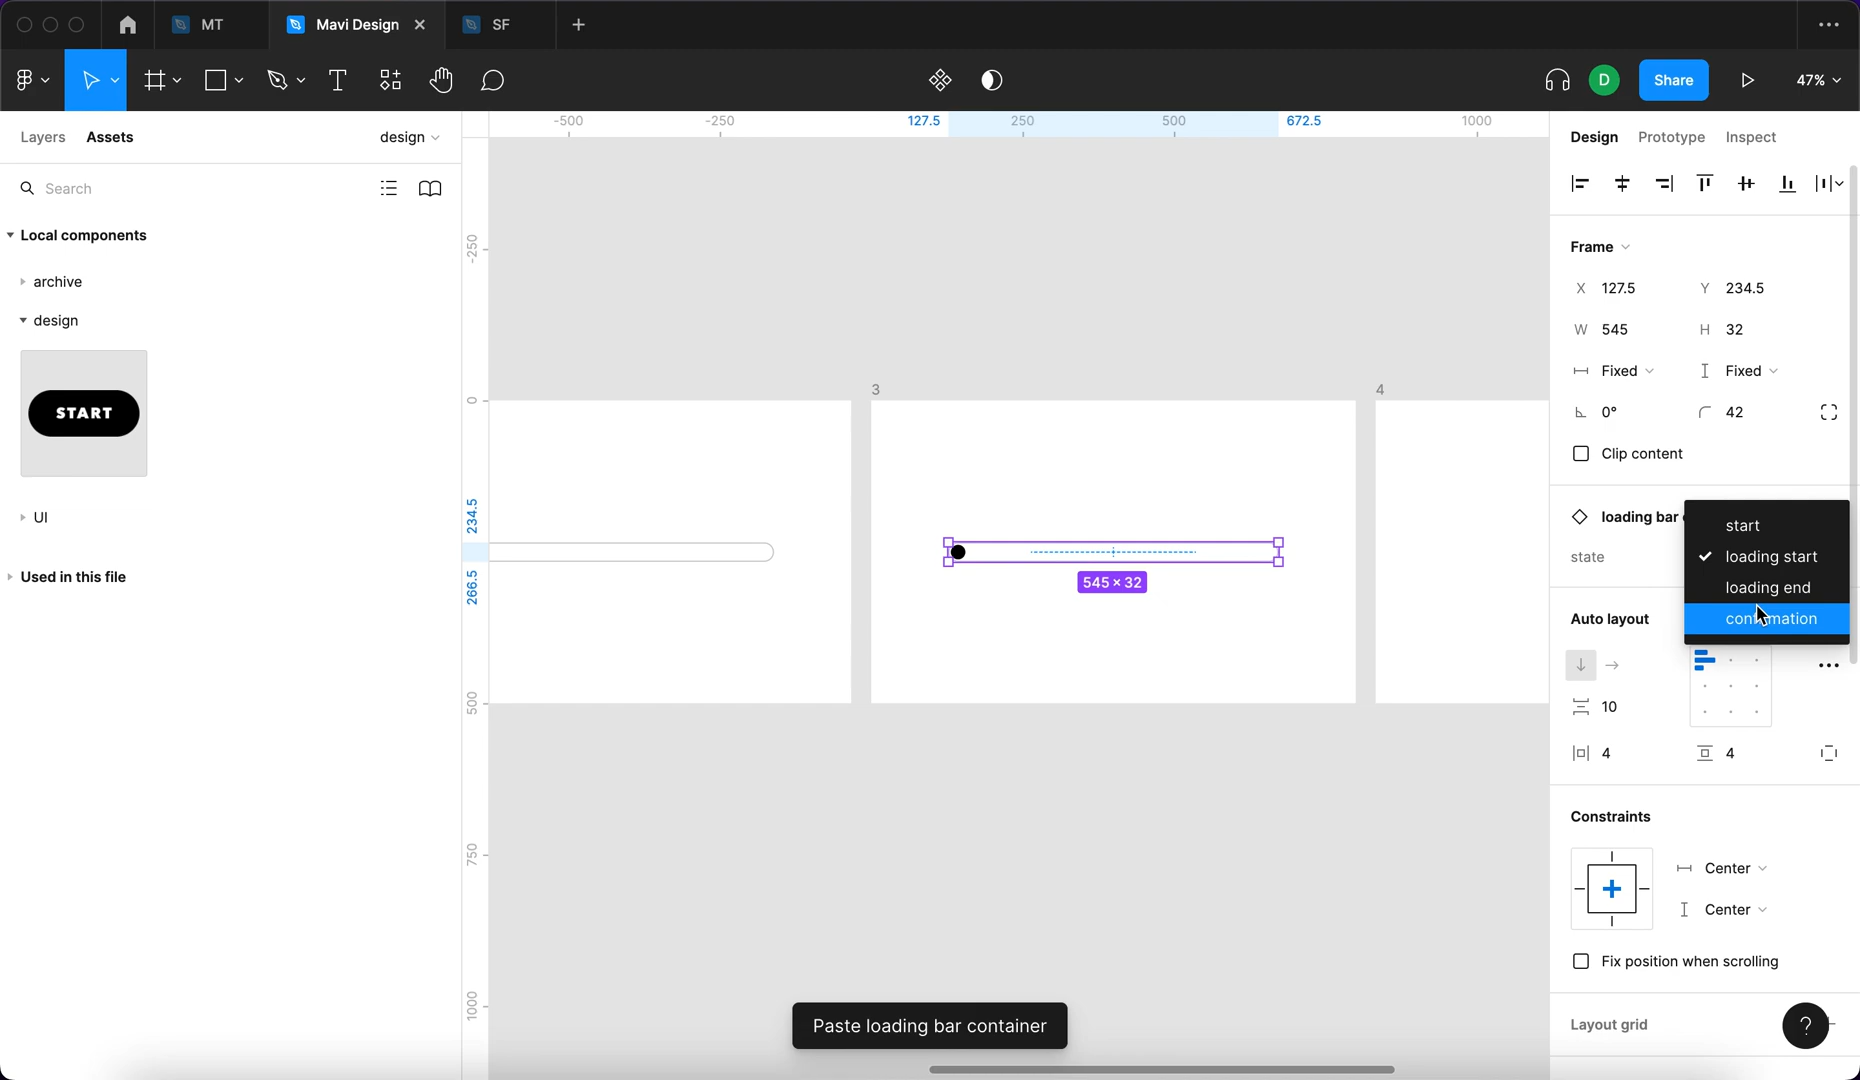 MT
Mavi Design
SF
Share
D
47%
Layers
Assets
design
-500
-250
127.5
250
500
672.5
1000
Design
Prototype
Inspect
Search
Local components
archive
design
START
UI
Used in this file
-250
0
234.5
266.5
500
750
1000
3
4
545 × 32
Paste loading bar container
Frame
X 127.5
Y 234.5
W 545
H 32
Fixed
Fixed
0°
42
Clip content
loading bar
state
start
loading start
loading end
confirmation
Auto layout
10
4
4
Constraints
Center
Center
Fix position when scrolling
Layout grid
?